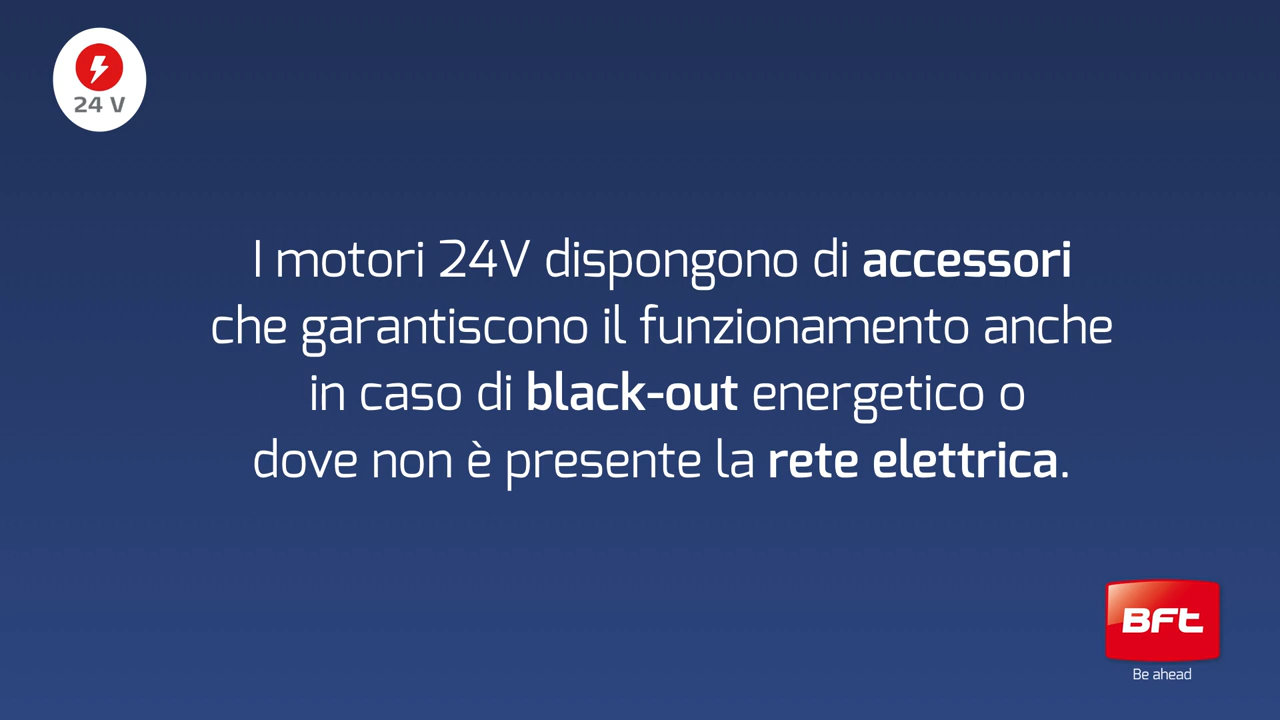 24 V
I motori 24V dispongono di accessori
che garantiscono il funzionamento anche
in caso di black-out energetico o
dove non è presente la rete elettrica.
BFt
Be ahead